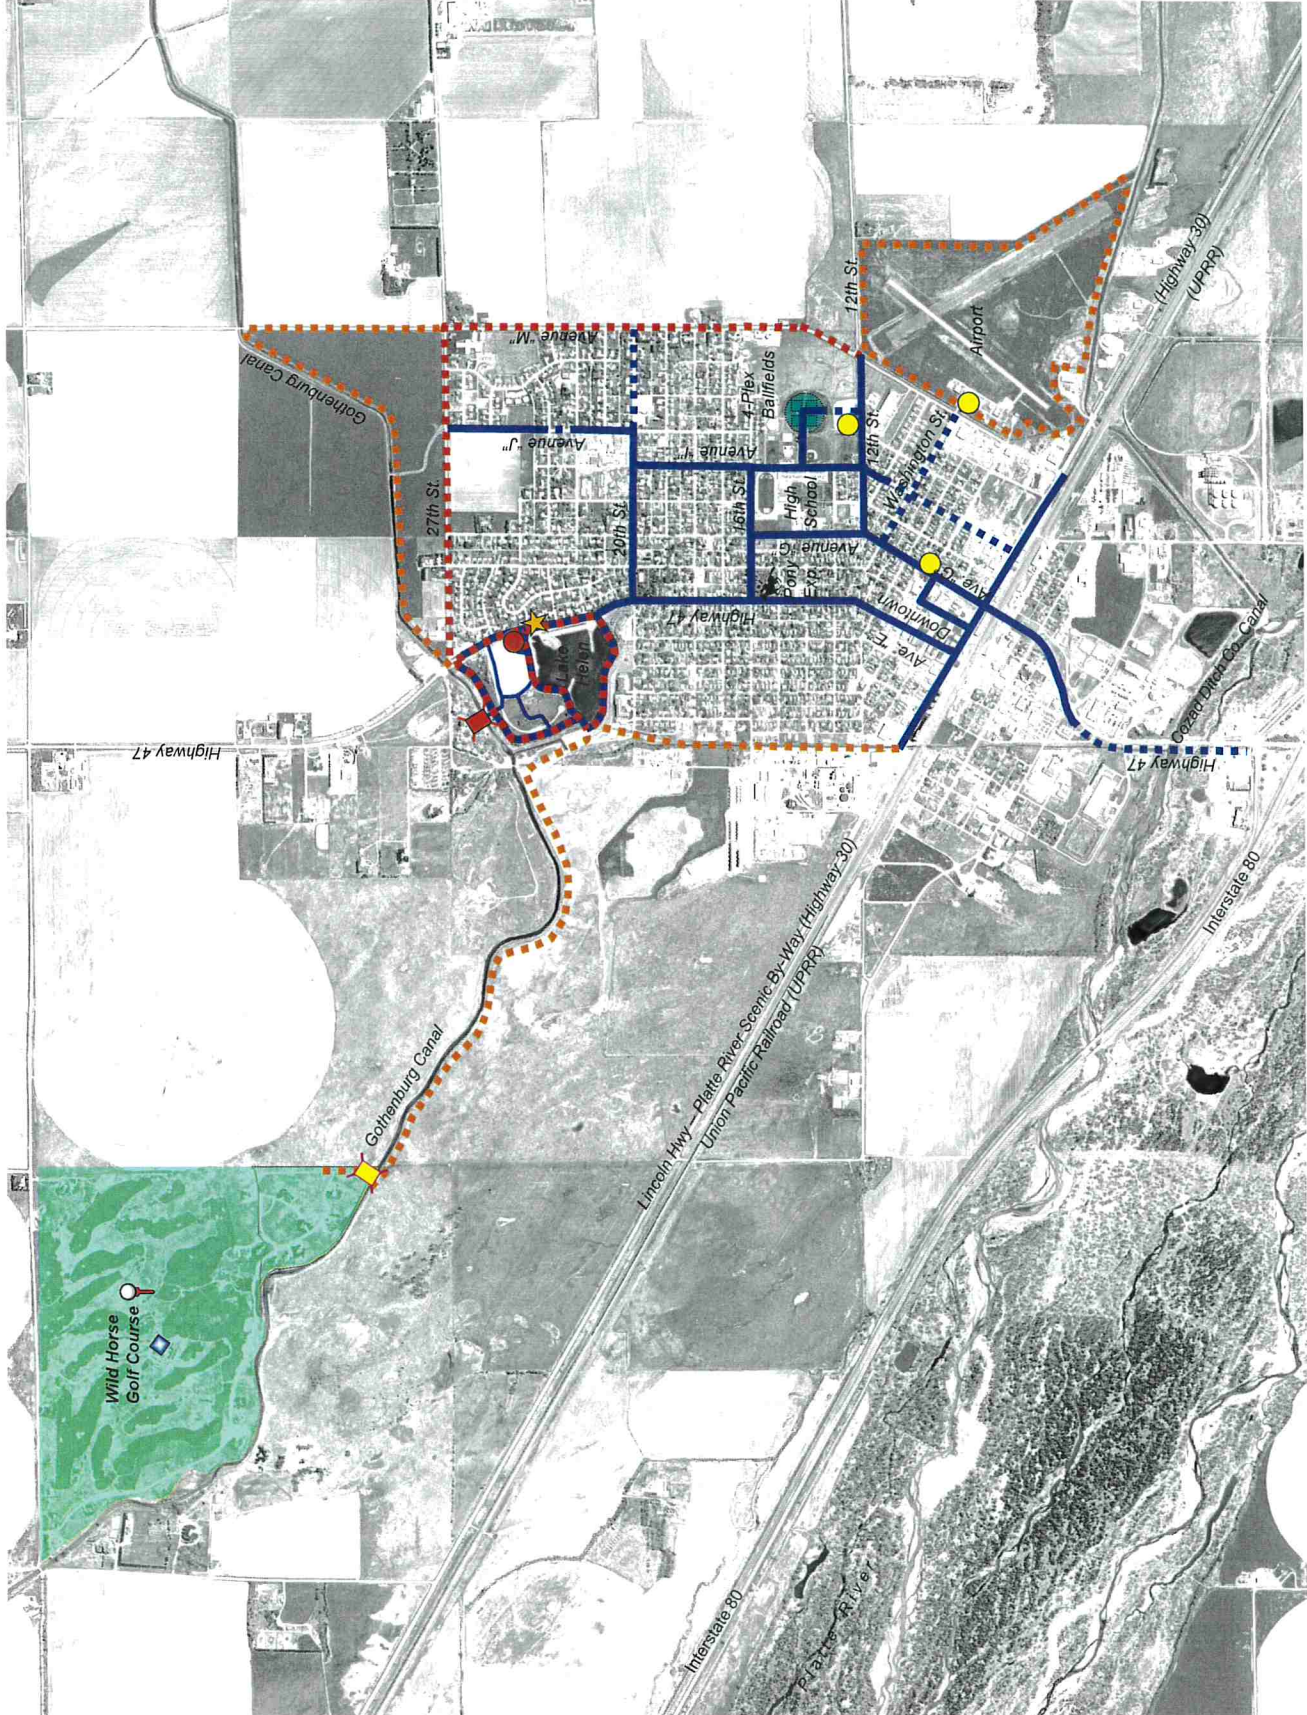 Gothenburg Canal
27th St.
Avenue "M"
Avenue "J"
20th St.
Avenue "I"
4-Plex
Ballfields
12th St.
Airport
(Highway 30)
(UPRR)
16th St.
High
School
12th St.
Washington St.
Avenue "G"
Pony
Exp.
Highway 47
Lake
Helen
Ave. "E"
Downtown
Ave "G"
Highway 47
Cozad Ditch Co. Canal
Highway 47
Interstate 80
Lincoln Hwy - Platte River Scenic By-Way (Highway 30)
Union Pacific Railroad (UPRR)
Gothenburg Canal
Wild Horse
Golf Course
Interstate 80
Platte River